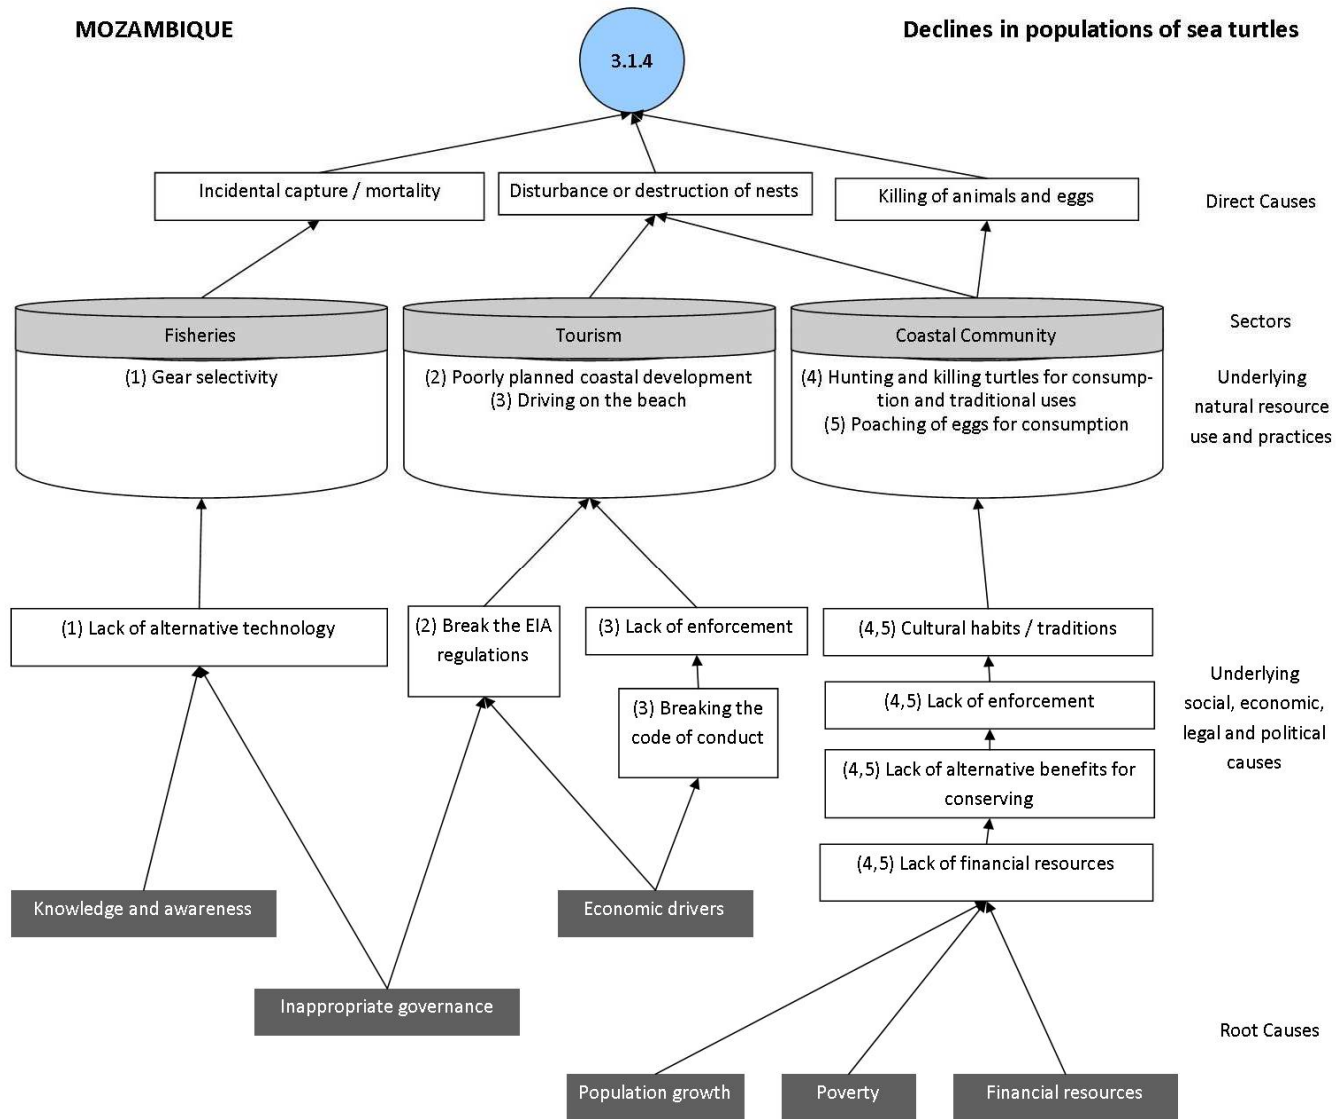 MOZAMBIQUE
Declines in populations of sea turtles
3.1.4
Incidental capture / mortality
Disturbance or destruction of nests
Killing of animals and eggs
Direct Causes
Fisheries
Tourism
Coastal Community
Sectors
(1) Gear selectivity
(2) Poorly planned coastal development
(3) Driving on the beach
(4) Hunting and killing turtles for consump-
tion and traditional uses
(5) Poaching of eggs for consumption
Underlying
natural resource
use and practices
(1) Lack of alternative technology
(2) Break the EIA
regulations
(3) Lack of enforcement
(3) Breaking the
code of conduct
(4,5) Cultural habits / traditions
(4,5) Lack of enforcement
(4,5) Lack of alternative benefits for
conserving
(4,5) Lack of financial resources
Underlying
social, economic,
legal and political
causes
Knowledge and awareness
Economic drivers
Inappropriate governance
Root Causes
Population growth
Poverty
Financial resources